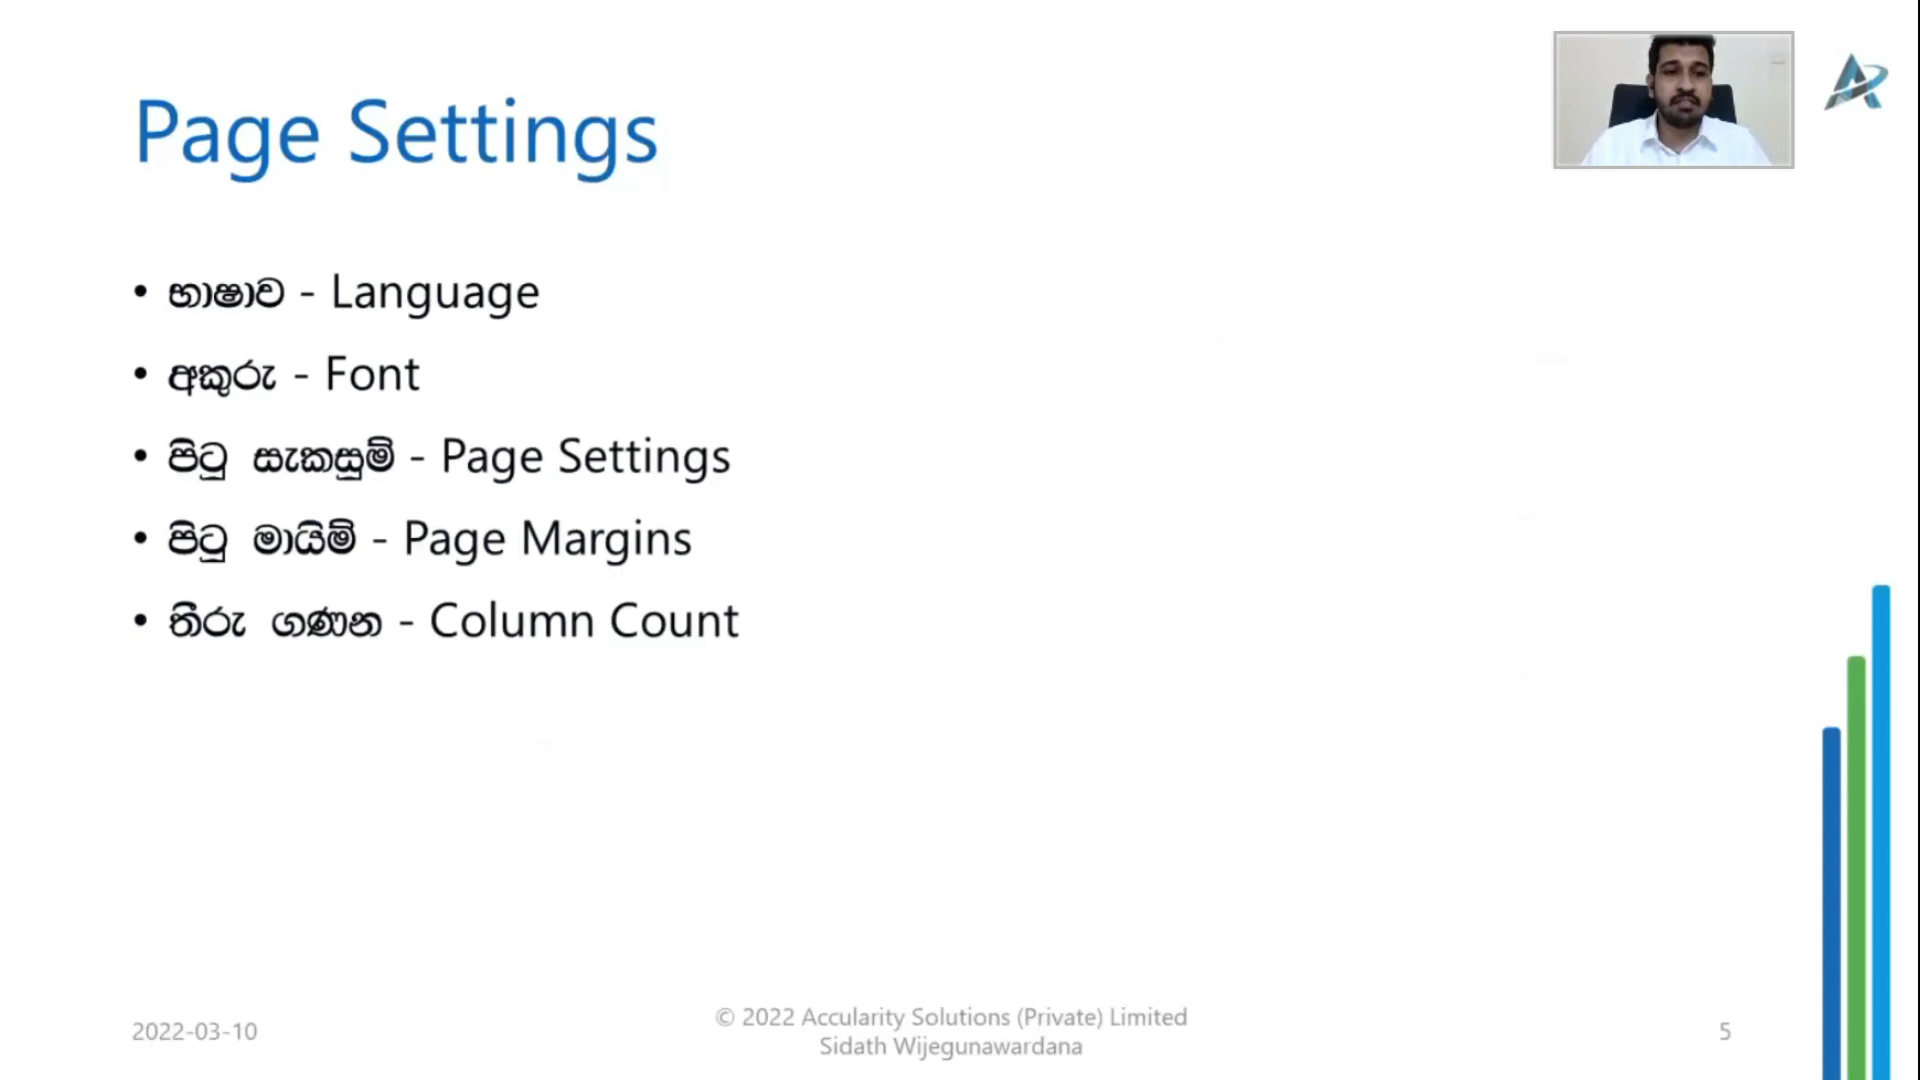 Page Settings
• භාෂාව - Language
• අකුරු - Font
• පිටු සැකසුම් - Page Settings
• පිටු මායිම් - Page Margins
• තීරු ගණන - Column Count
2022-03-10
© 2022 Accularity Solutions (Private) Limited
Sidath Wijegunawardana
5